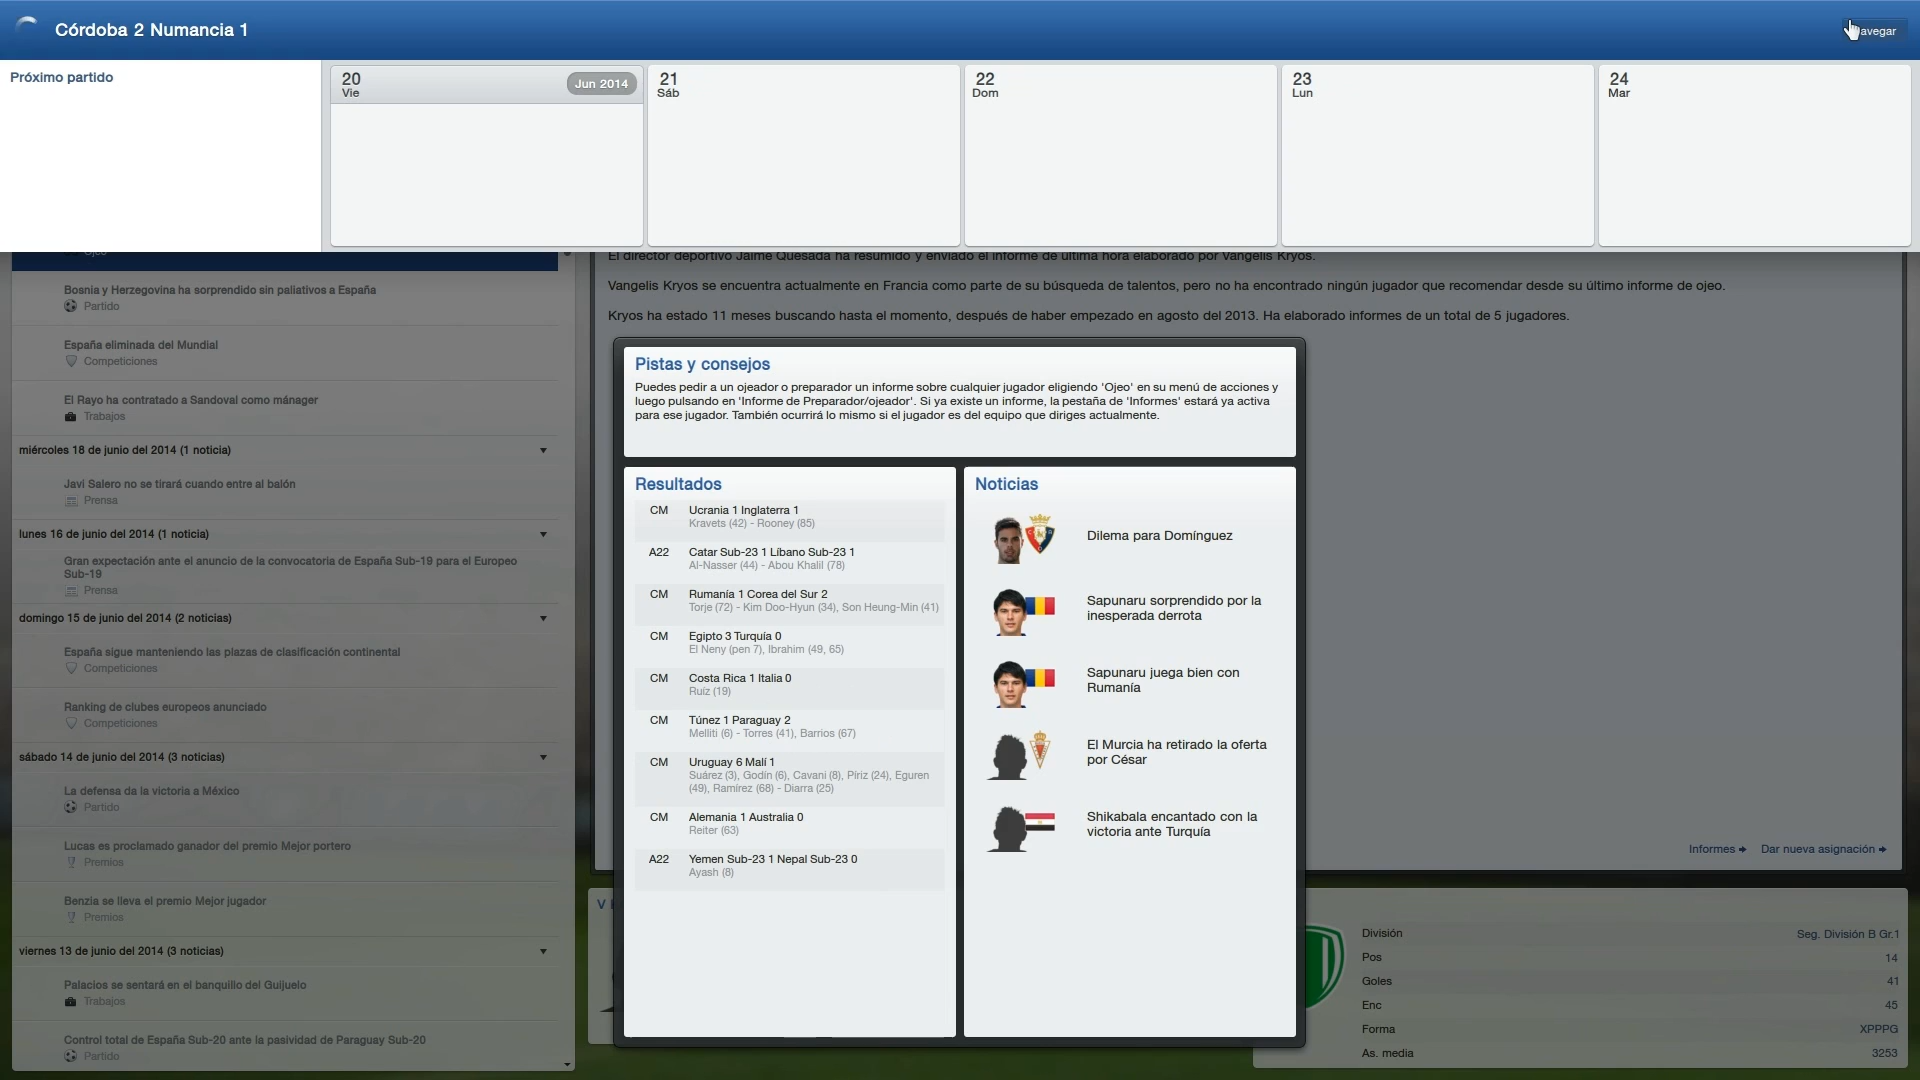 Córdoba 2 Numancia 1
avegar
Próximo partido
20
Vie
Jun 2014
21
Sáb
22
Dom
23
Lun
24
Mar
Ojeo
Bosnia y Herzegovina ha sorprendido sin paliativos a España
Partido
España eliminada del Mundial
Competiciones
El Rayo ha contratado a Sandoval como mánager
Trabajos
miércoles 18 de junio del 2014 (1 noticia)
Javi Salero no se tirará cuando entre al balón
Prensa
lunes 16 de junio del 2014 (1 noticia)
Gran expectación ante el anuncio de la convocatoria de España Sub-19 para el Europeo
Sub-19
Prensa
domingo 15 de junio del 2014 (2 noticias)
España sigue manteniendo las plazas de clasificación continental
Competiciones
Ranking de clubes europeos anunciado
Competiciones
sábado 14 de junio del 2014 (3 noticias)
La defensa da la victoria a México
Partido
Lucas es proclamado ganador del premio Mejor portero
Premios
Benzia se lleva el premio Mejor jugador
Premios
viernes 13 de junio del 2014 (3 noticias)
Palacios se sentará en el banquillo del Guijuelo
Trabajos
Control total de España Sub-20 ante la pasividad de Paraguay Sub-20
Partido
El director deportivo Jaime Quesada ha resumido y enviado el informe de última hora elaborado por Vangelis Kryos.
Vangelis Kryos se encuentra actualmente en Francia como parte de su búsqueda de talentos, pero no ha encontrado ningún jugador que recomendar desde su último informe de ojeo.
Kryos ha estado 11 meses buscando hasta el momento, después de haber empezado en agosto del 2013. Ha elaborado informes de un total de 5 jugadores.
Pistas y consejos
Puedes pedir a un ojeador o preparador un informe sobre cualquier jugador eligiendo 'Ojeo' en su menú de acciones y
luego pulsando en 'Informe de Preparador/ojeador'. Si ya existe un informe, la pestaña de 'Informes' estará ya activa
para ese jugador. También ocurrirá lo mismo si el jugador es del equipo que diriges actualmente.
Resultados
CM Ucrania 1 Inglaterra 1
Kravets (42) - Rooney (85)
A22 Catar Sub-23 1 Líbano Sub-23 1
Al-Nasser (44) - Abou Khalil (78)
CM Rumanía 1 Corea del Sur 2
Torje (72) - Kim Doo-Hyun (34), Son Heung-Min (41)
CM Egipto 3 Turquía 0
El Neny (pen 7), Ibrahim (49, 65)
CM Costa Rica 1 Italia 0
Ruíz (19)
CM Túnez 1 Paraguay 2
Melliti (6) - Torres (41), Barrios (67)
CM Uruguay 6 Malí 1
Suárez (3), Godín (6), Cavani (8), Píriz (24), Eguren
(49), Ramírez (68) - Diarra (25)
CM Alemania 1 Australia 0
Reiter (63)
A22 Yemen Sub-23 1 Nepal Sub-23 0
Ayash (8)
Noticias
Dilema para Domínguez
Sapunaru sorprendido por la
inesperada derrota
Sapunaru juega bien con
Rumanía
El Murcia ha retirado la oferta
por César
Shikabala encantado con la
victoria ante Turquía
Informes
Dar nueva asignación
V
División Seg. División B Gr.1
Pos 14
Goles 41
Enc 45
Forma XPPPG
As. media 3253